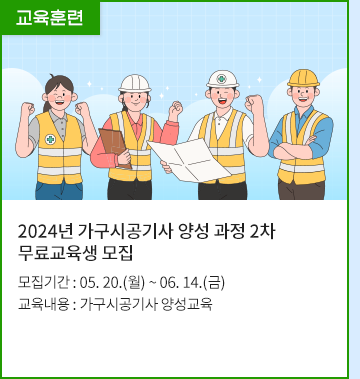 교육훈련
2024년 가구시공기사 양성 과정 2차
무료교육생 모집
모집기간 : 05. 20.(월) ~ 06. 14.(금)
교육내용 : 가구시공기사 양성교육